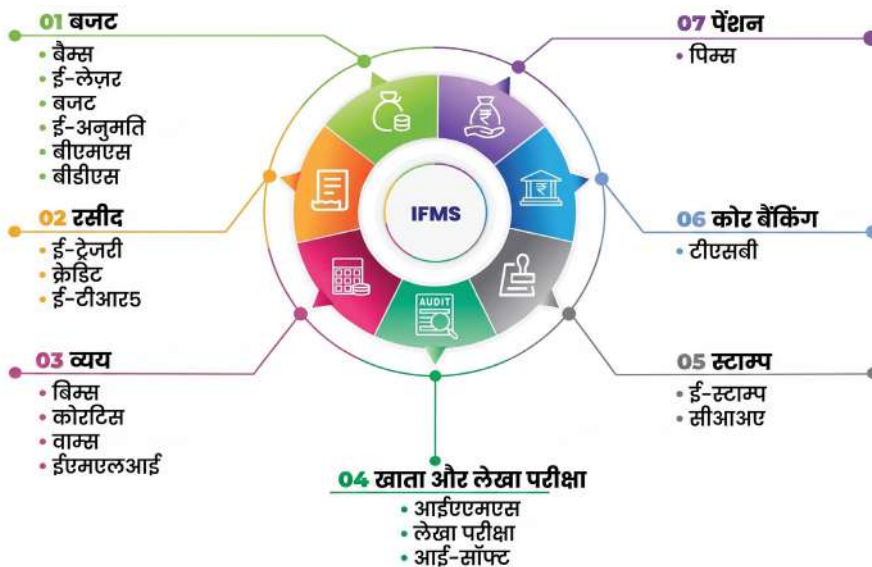 01 बजट
• बैम्स
• ई-लेज़र
• बजट
• ई-अनुमति
• बीएमएस
• बीडीएस
02 रसीद
• ई-ट्रेजरी
• क्रेडिट
• ई-टीआर5
03 व्यय
• बिम्स
• कोरटिस
• वाम्स
• ईएमएलआई
04 खाता और लेखा परीक्षा
• आईएएमएस
• लेखा परीक्षा
• आई-सॉफ्ट
05 स्टाम्प
• ई-स्टाम्प
• सीआअए
06 कोर बैंकिंग
• टीएसबी
07 पेंशन
• पिम्स
IFMS
AUDIT